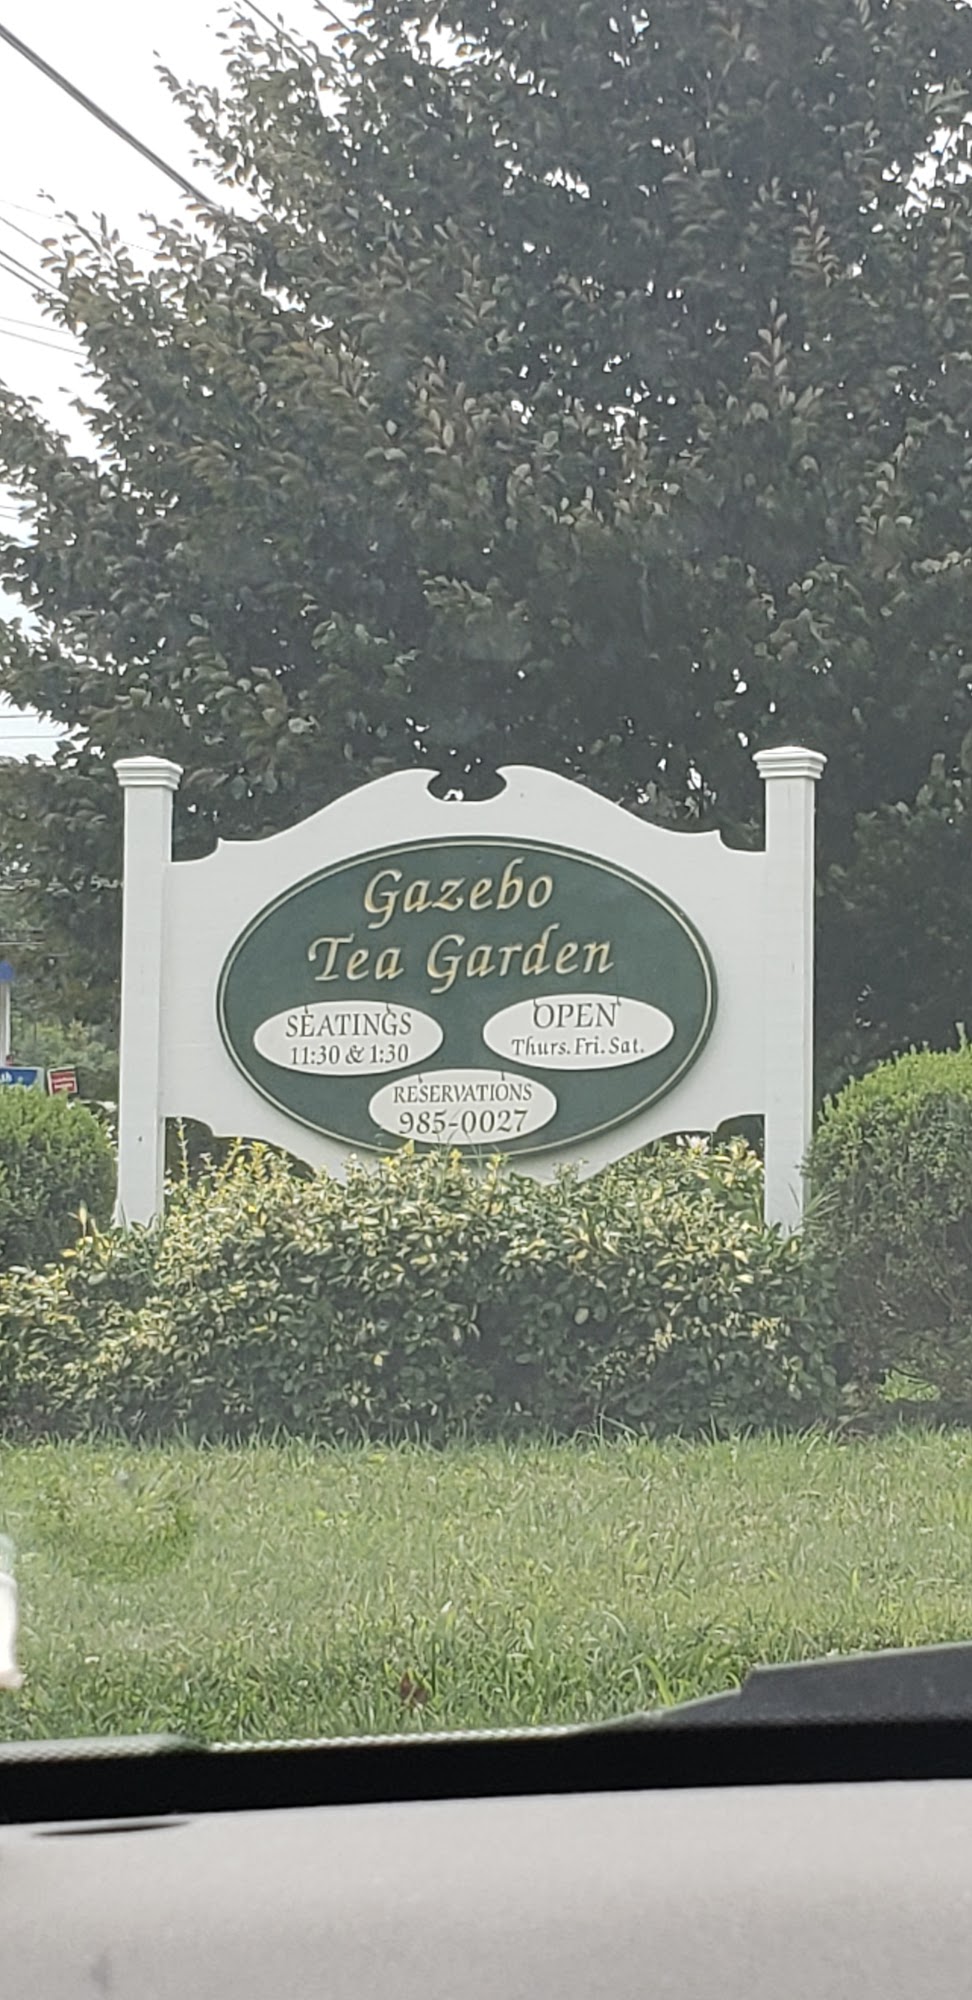 Gazebo
Tea Garden
SEATINGS
11:30 & 1:30
OPEN
Thurs. Fri. Sat.
RESERVATIONS
985-0027